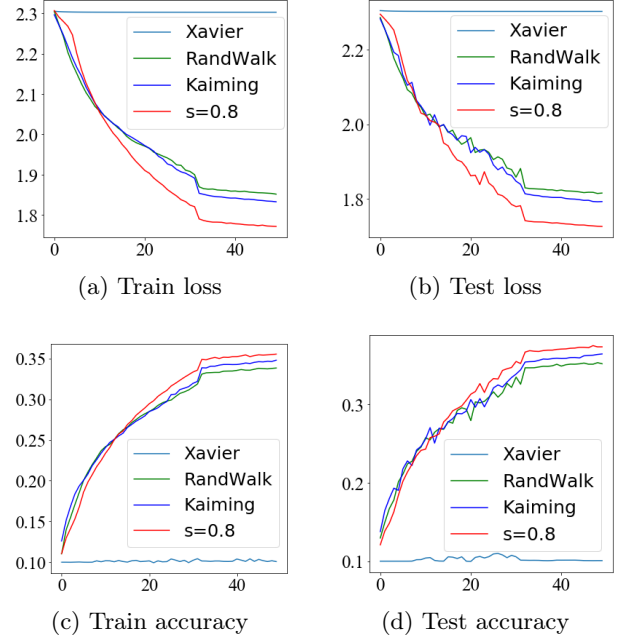 2.3
2.2
2.1
2.0
1.9
1.8
0
20
40
Xavier
RandWalk
Kaiming
s=0.8
(a) Train loss
2.2
2.0
1.8
0
20
40
Xavier
RandWalk
Kaiming
s=0.8
(b) Test loss
0.35
0.30
0.25
0.20
0.15
0.10
0
20
40
Xavier
RandWalk
Kaiming
s=0.8
(c) Train accuracy
0.3
0.2
0.1
0
20
40
Xavier
RandWalk
Kaiming
s=0.8
(d) Test accuracy